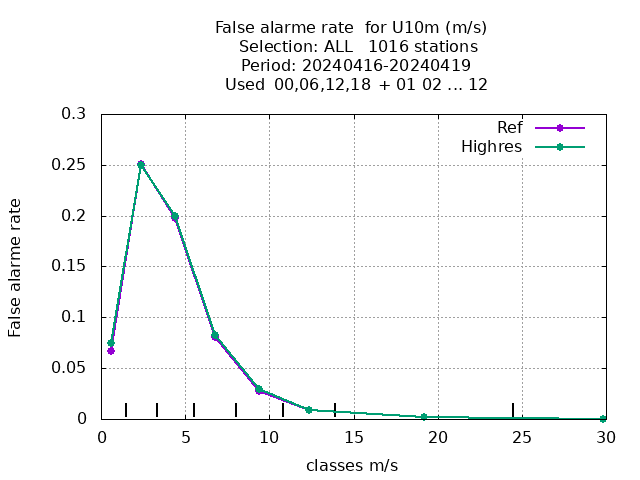 False alarme rate  for U10m (m/s)
Selection: ALL   1016 stations
Period: 20240416-20240419
Used  00,06,12,18 + 01 02 ... 12
Ref
Highres
0.3
0.25
0.2
0.15
0.1
0.05
0
False alarme rate
0 5 10 15 20 25 30
classes m/s